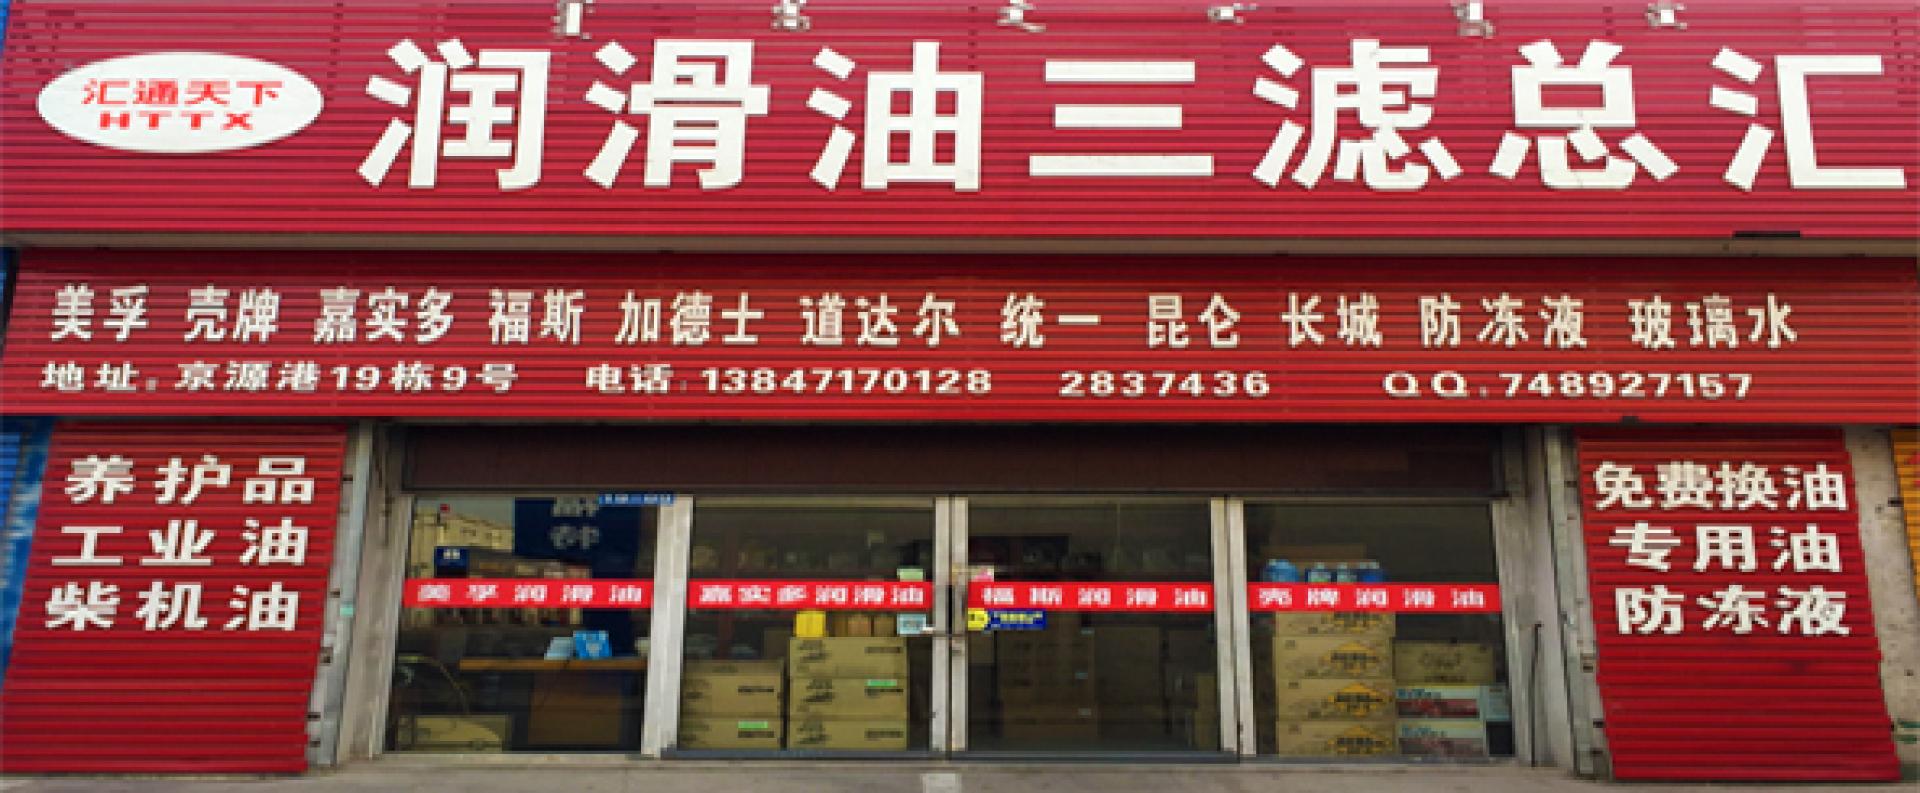 汇通天下
HTTX
润滑油三滤总汇
美孚 壳牌 嘉实多 福斯 加德士 道达尔 统一 昆仑 长城 防冻液 玻璃水
地址.京源港19栋9号 电话.13847170128 2837436 QQ.748927157
养护品
工业油
柴机油
免费换油
专用油
防冻液
美孚润滑油
嘉实多润滑油
福斯润滑油
壳牌润滑油